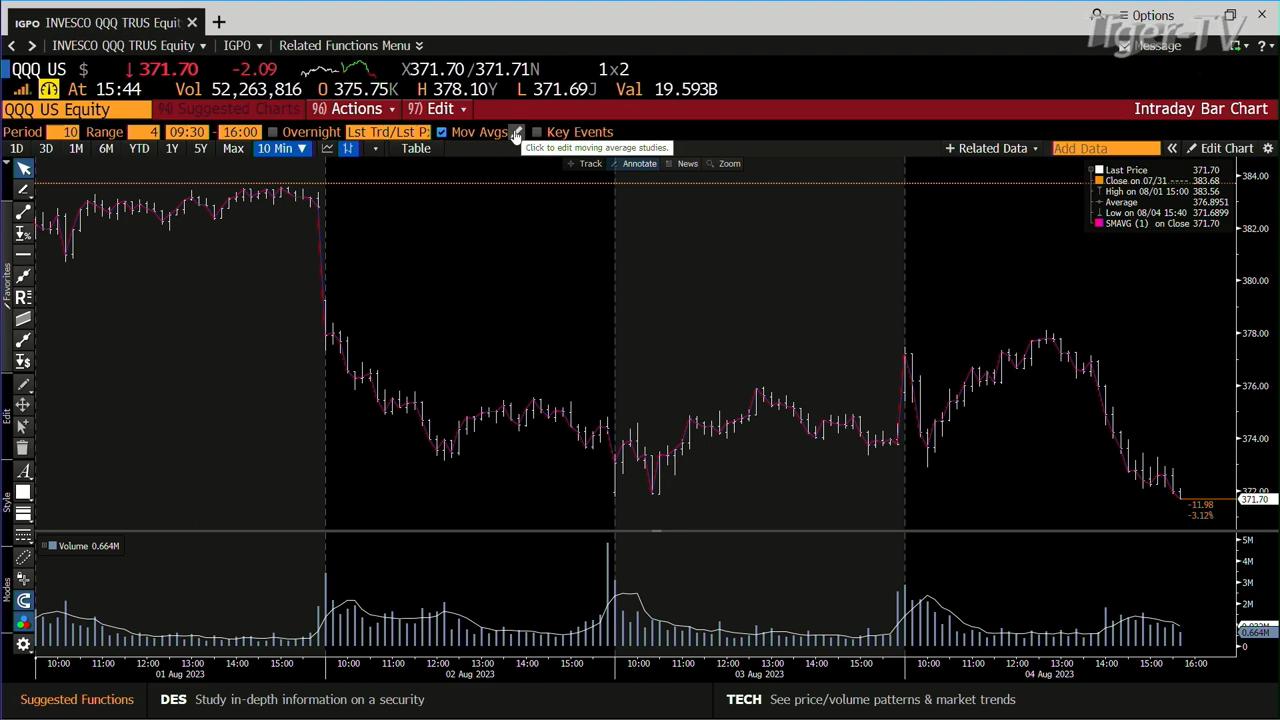 IGPO INVESCO QQQ TRUS Equit × +
Options
Tiger-TV
INVESCO QQQ TRUS Equity IGPO Related Functions Menu Message ?
QQQ US $ ↓371.70 -2.09 X371.70/371.71N 1x2
At 15:44 Vol 52,263,816 O 375.75K H 378.10Y L 371.69J Val 19.593B
QQQ US Equity 94) Suggested Charts 96) Actions 97) Edit Intraday Bar Chart
Period 10 Range 4 09:30 - 16:00 Overnight Lst Trd/Lst P: Mov Avgs Key Events
Click to edit moving average studies.
1D 3D 1M 6M YTD 1Y 5Y Max 10 Min ▼ Table + Related Data Add Data « Edit Chart
Track Annotate News Zoom
Last Price 371.70
Close on 07/31 ---- 383.68
High on 08/01 15:00 383.56
Average 376.8951
Low on 08/04 15:40 371.6899
SMAVG (1) on Close 371.70
384.00
382.00
380.00
378.00
376.00
374.00
372.00
371.70
-11.98
-3.12%
Favorites
Edit
Style
Modes
Volume 0.664M
5M
4M
3M
2M
0.664M
10:00 11:00 12:00 13:00 14:00 15:00 10:00 11:00 12:00 13:00 14:00 15:00 10:00 11:00 12:00 13:00 14:00 15:00 10:00 11:00 12:00 13:00 14:00 15:00 16:00
01 Aug 2023 02 Aug 2023 03 Aug 2023 04 Aug 2023
Suggested Functions DES Study in-depth information on a security TECH See price/volume patterns & market trends